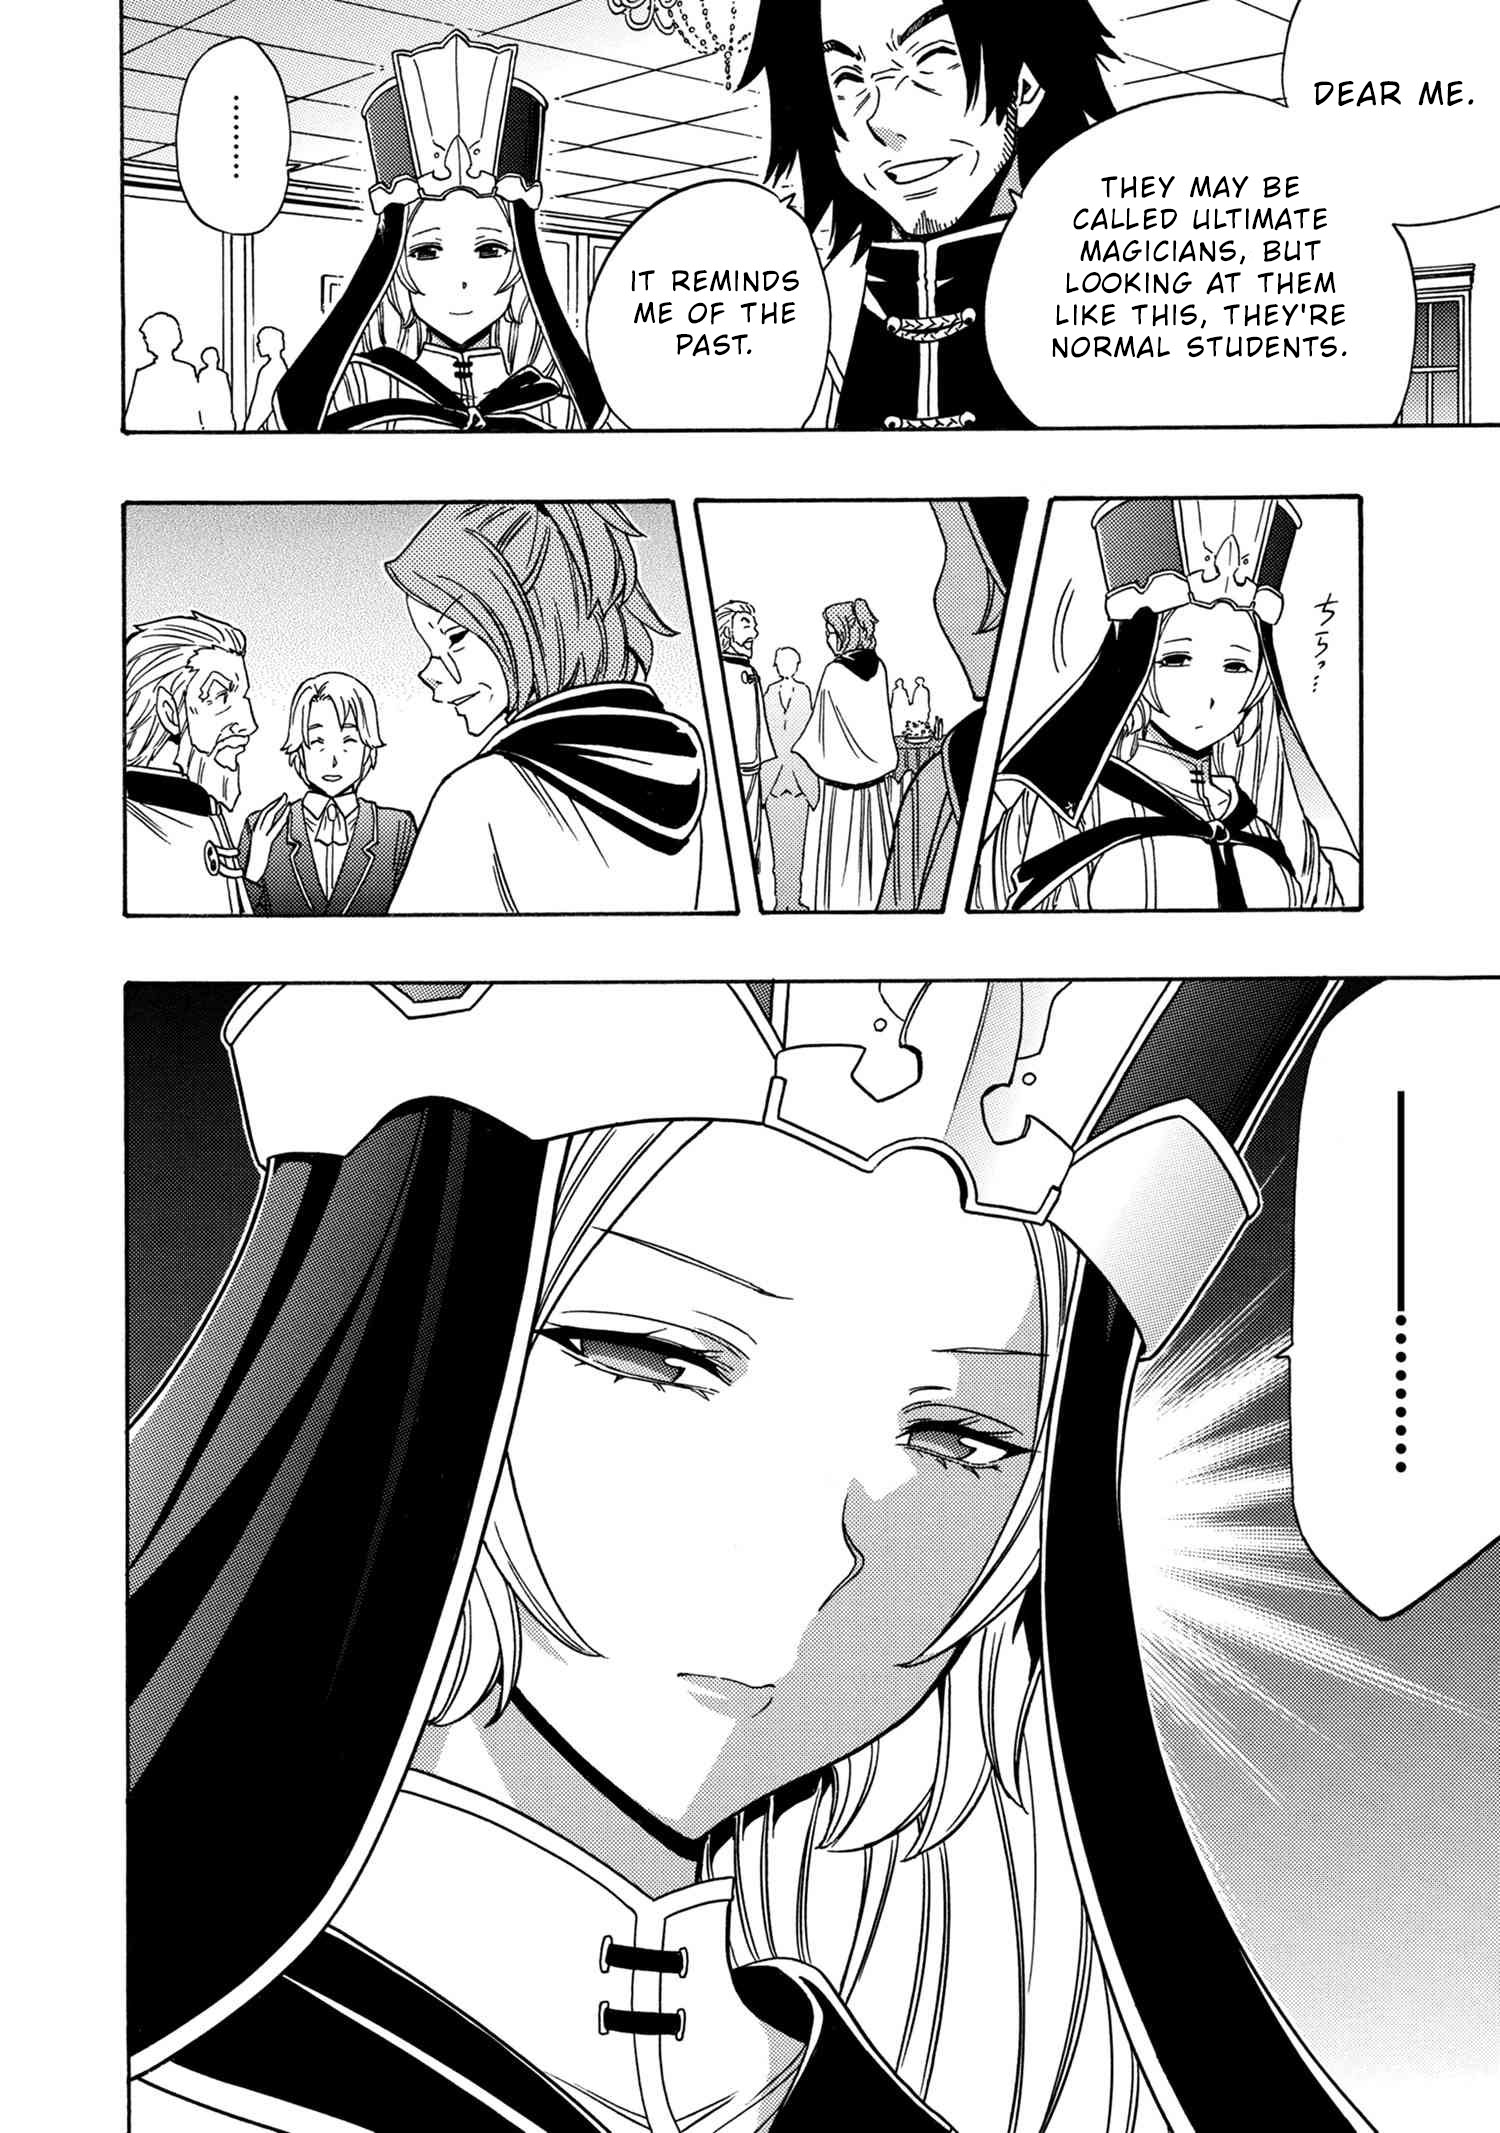 DEAR ME.
THEY MAY BE
CALLED ULTIMATE
MAGICIANS, BUT
LOOKING AT THEM
LIKE THIS, THEY'RE
NORMAL STUDENTS.
IT REMINDS
ME OF THE
PAST.
………
ちらっ…
――………